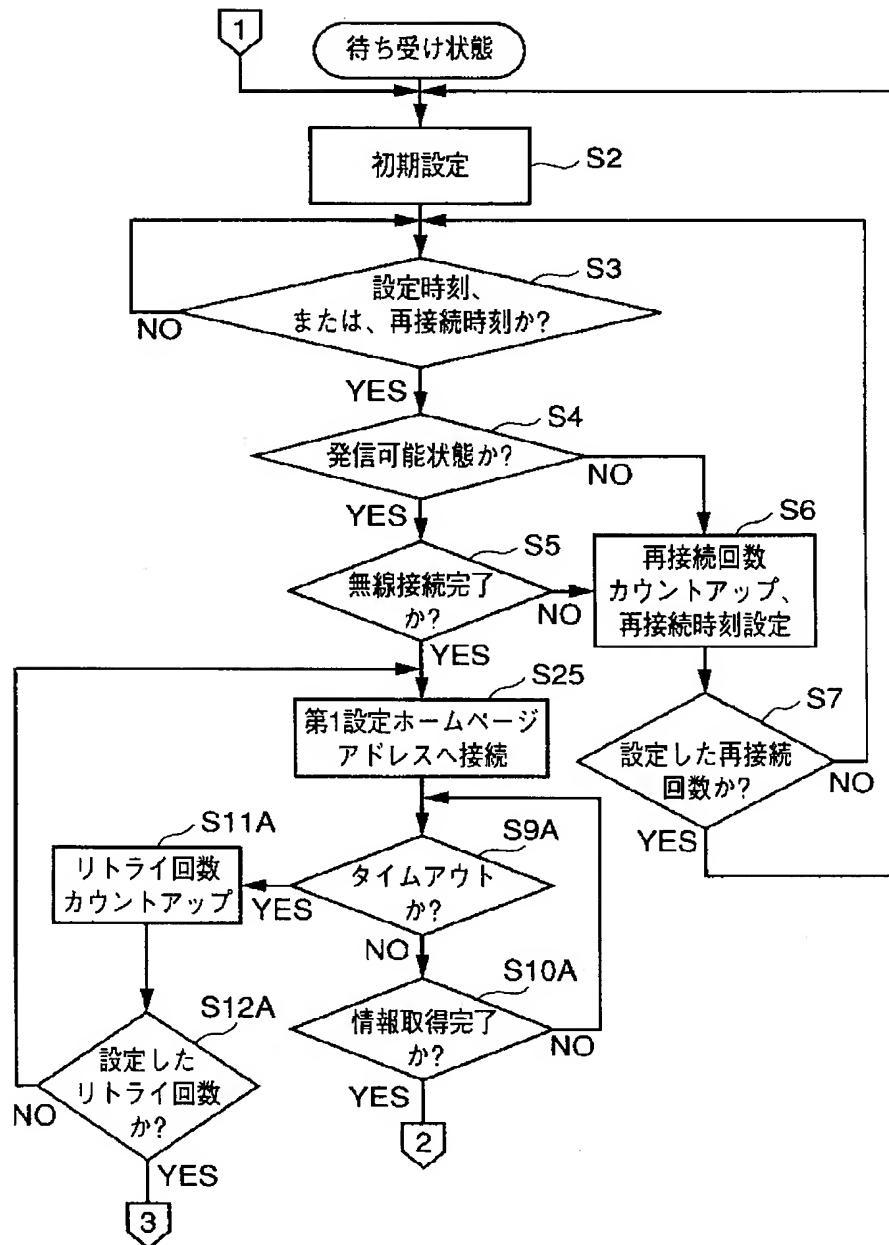 1
待ち受け状態
初期設定
S2
S3
設定時刻、
または、再接続時刻か?
NO
YES
S4
発信可能状態か?
NO
YES
S5
無線接続完了
か?
NO
YES
S6
再接続回数
カウントアップ、
再接続時刻設定
S7
設定した再接続
回数か?
NO
YES
S25
第1設定ホームページ
アドレスへ接続
S9A
タイムアウト
か?
YES
NO
S11A
リトライ回数
カウントアップ
S10A
情報取得完了
か?
NO
YES
2
S12A
設定した
リトライ回数
か?
NO
YES
3